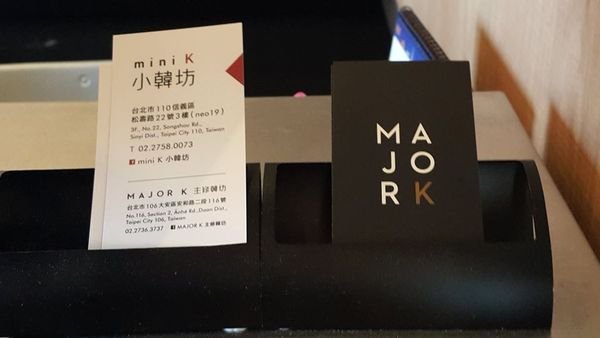 mini K
小韓坊
台北市110信義區
松壽路22號3樓(neo19)
3F., No.22, Songshou Rd.,
Sinyi Dist., Taipei City 110, Taiwan
T 02.2758.0073
mini K 小韓坊
MAJOR K 主祿韓坊
台北市106大安區安和路二段116號
No.116, Section 2, Anhe Rd.,Daan Dist.,
Taipei City 106, Taiwan
02.2736.3737 MAJOR K 主祿韓坊
MA
JO
RK